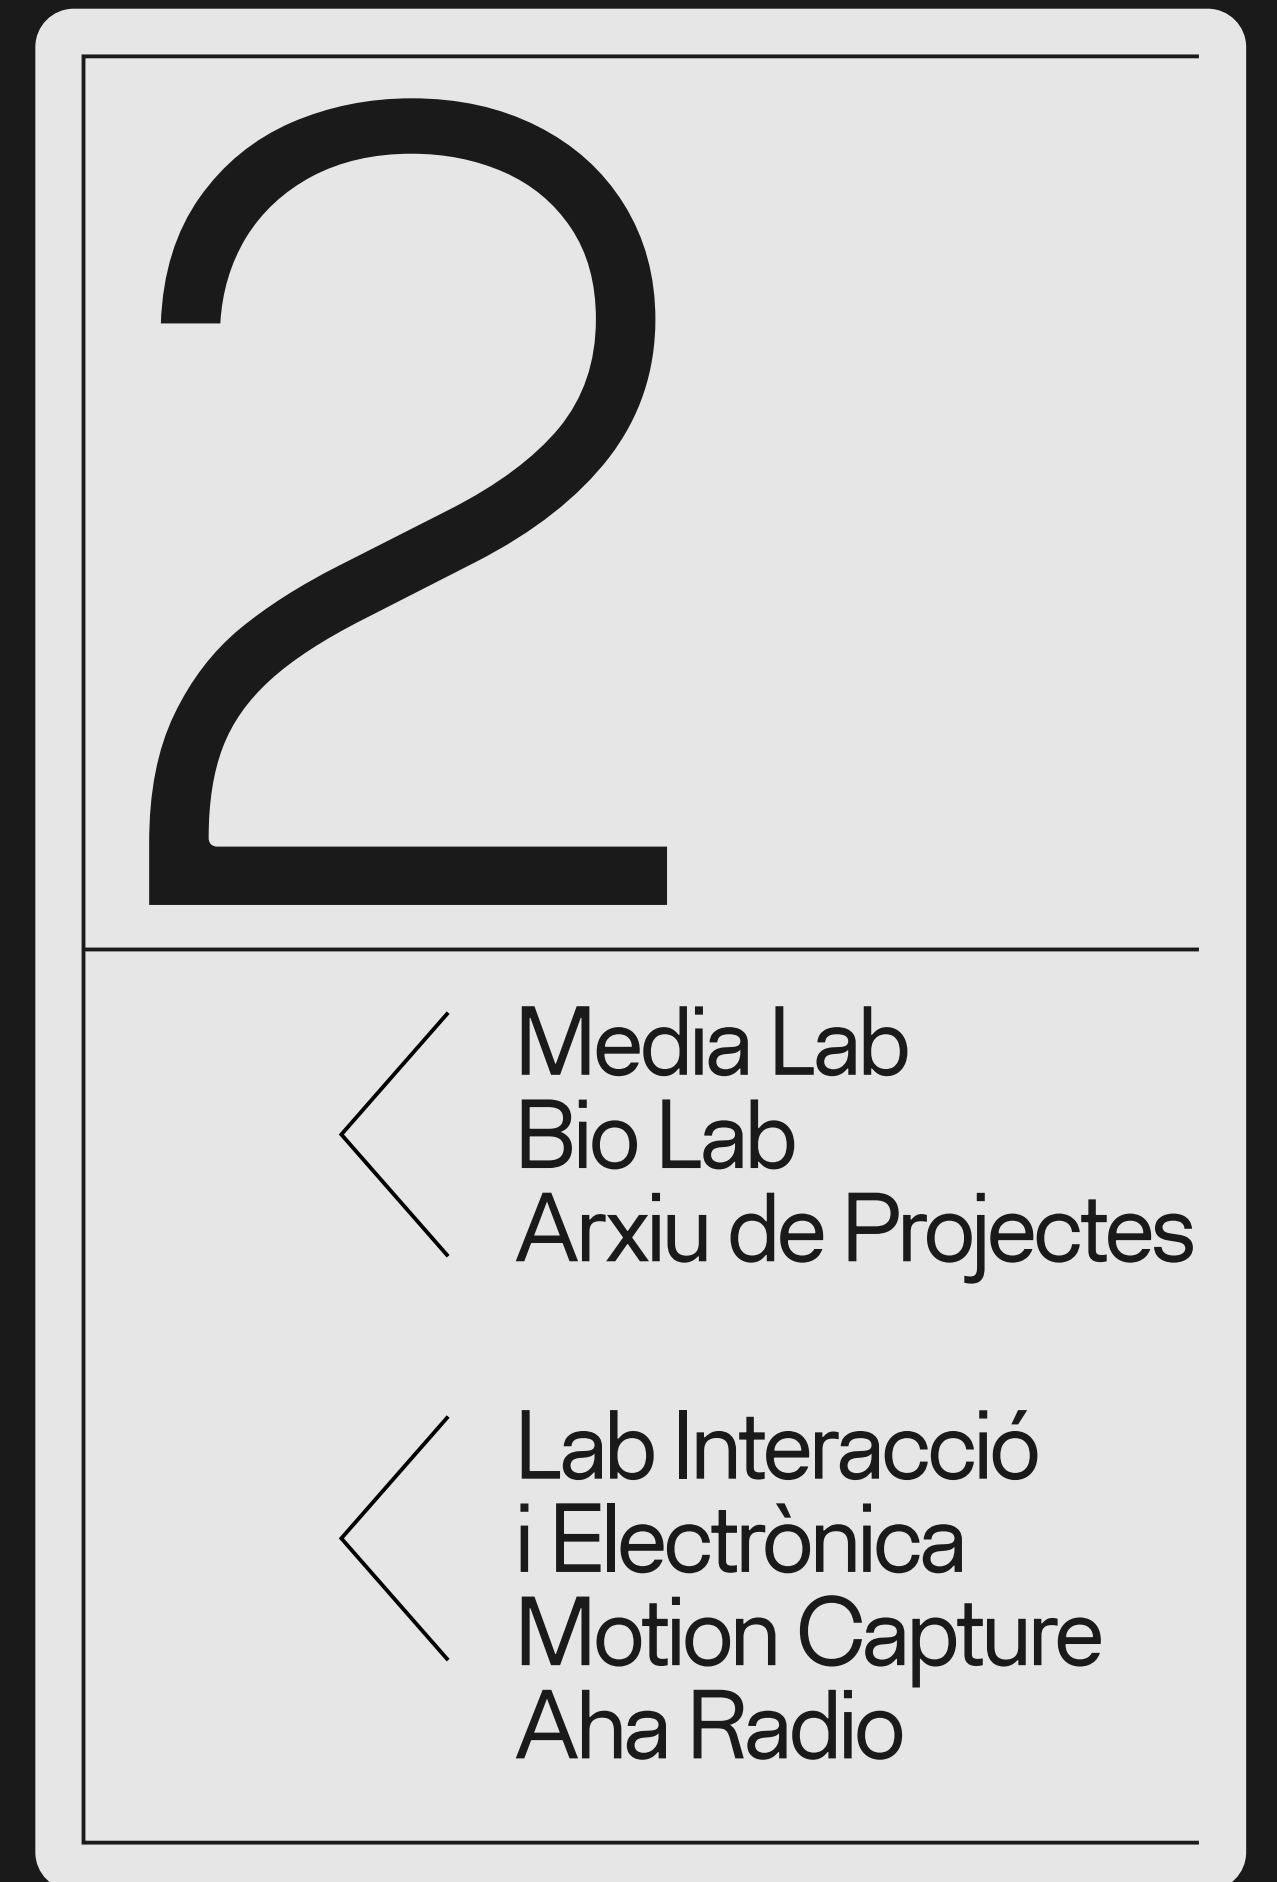 2
Media Lab
Bio Lab
Arxiu de Projectes
Lab Interacció
i Electrònica
Motion Capture
Aha Radio